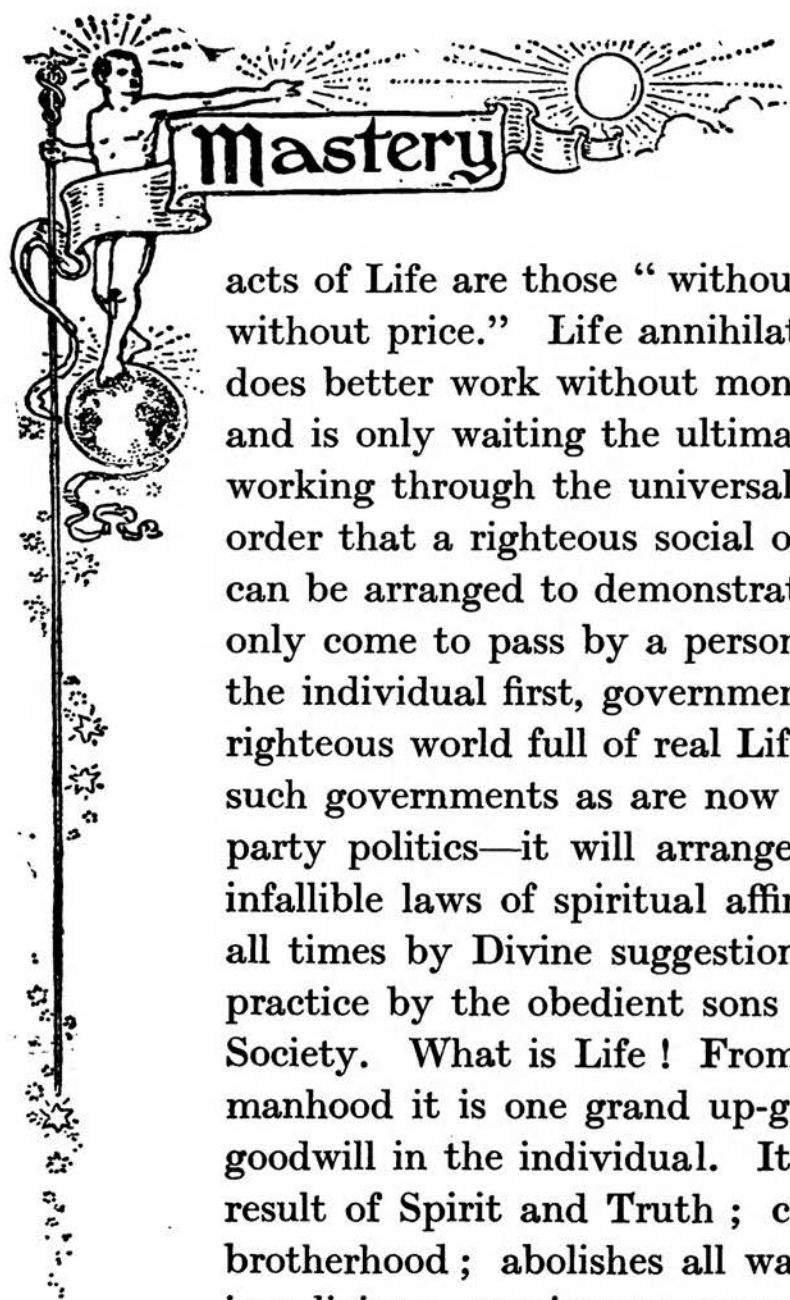 Mastery
acts of Life are those “ withou
without price.” Life annihilat
does better work without mon
and is only waiting the ultima
working through the universal
order that a righteous social o
can be arranged to demonstrat
only come to pass by a person
the individual first, governmen
righteous world full of real Lif
such governments as are now
party politics—it will arrange
infallible laws of spiritual affin
all times by Divine suggestion
practice by the obedient sons
Society. What is Life ! From
manhood it is one grand up-g
goodwill in the individual. It
result of Spirit and Truth ; c
brotherhood ; abolishes all wa